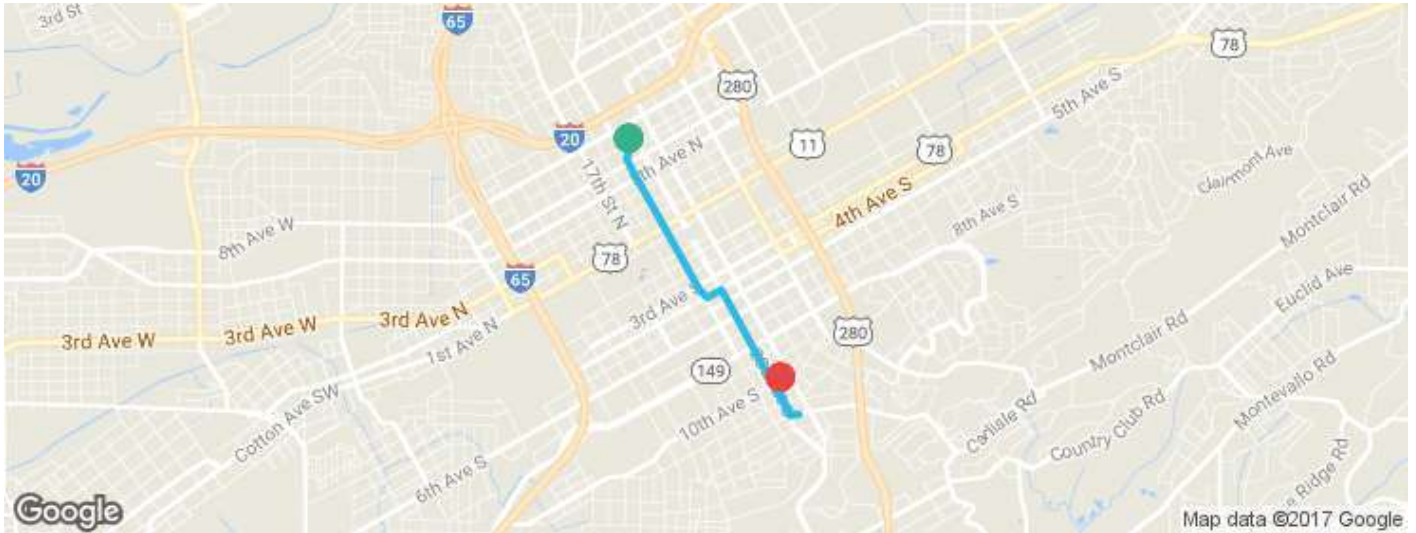 3rd St
65
78
280
5th Ave S
20
11
78
Ave N
20
17th St N
Clairmont Ave
4th Ave S
8th Ave S
Montclair Rd
8th Ave W
78
65
Euclid Ave
3rd Ave S
3rd Ave N
3rd Ave W
3rd Ave W
1st Ave N
280
Montclair Rd
149
Montevallo Rd
10th Ave S
Carlisle Rd
Country Club Rd
Cotton Ave SW
6th Ave S
Ridge Rd
Google
Map data ©2017 Google